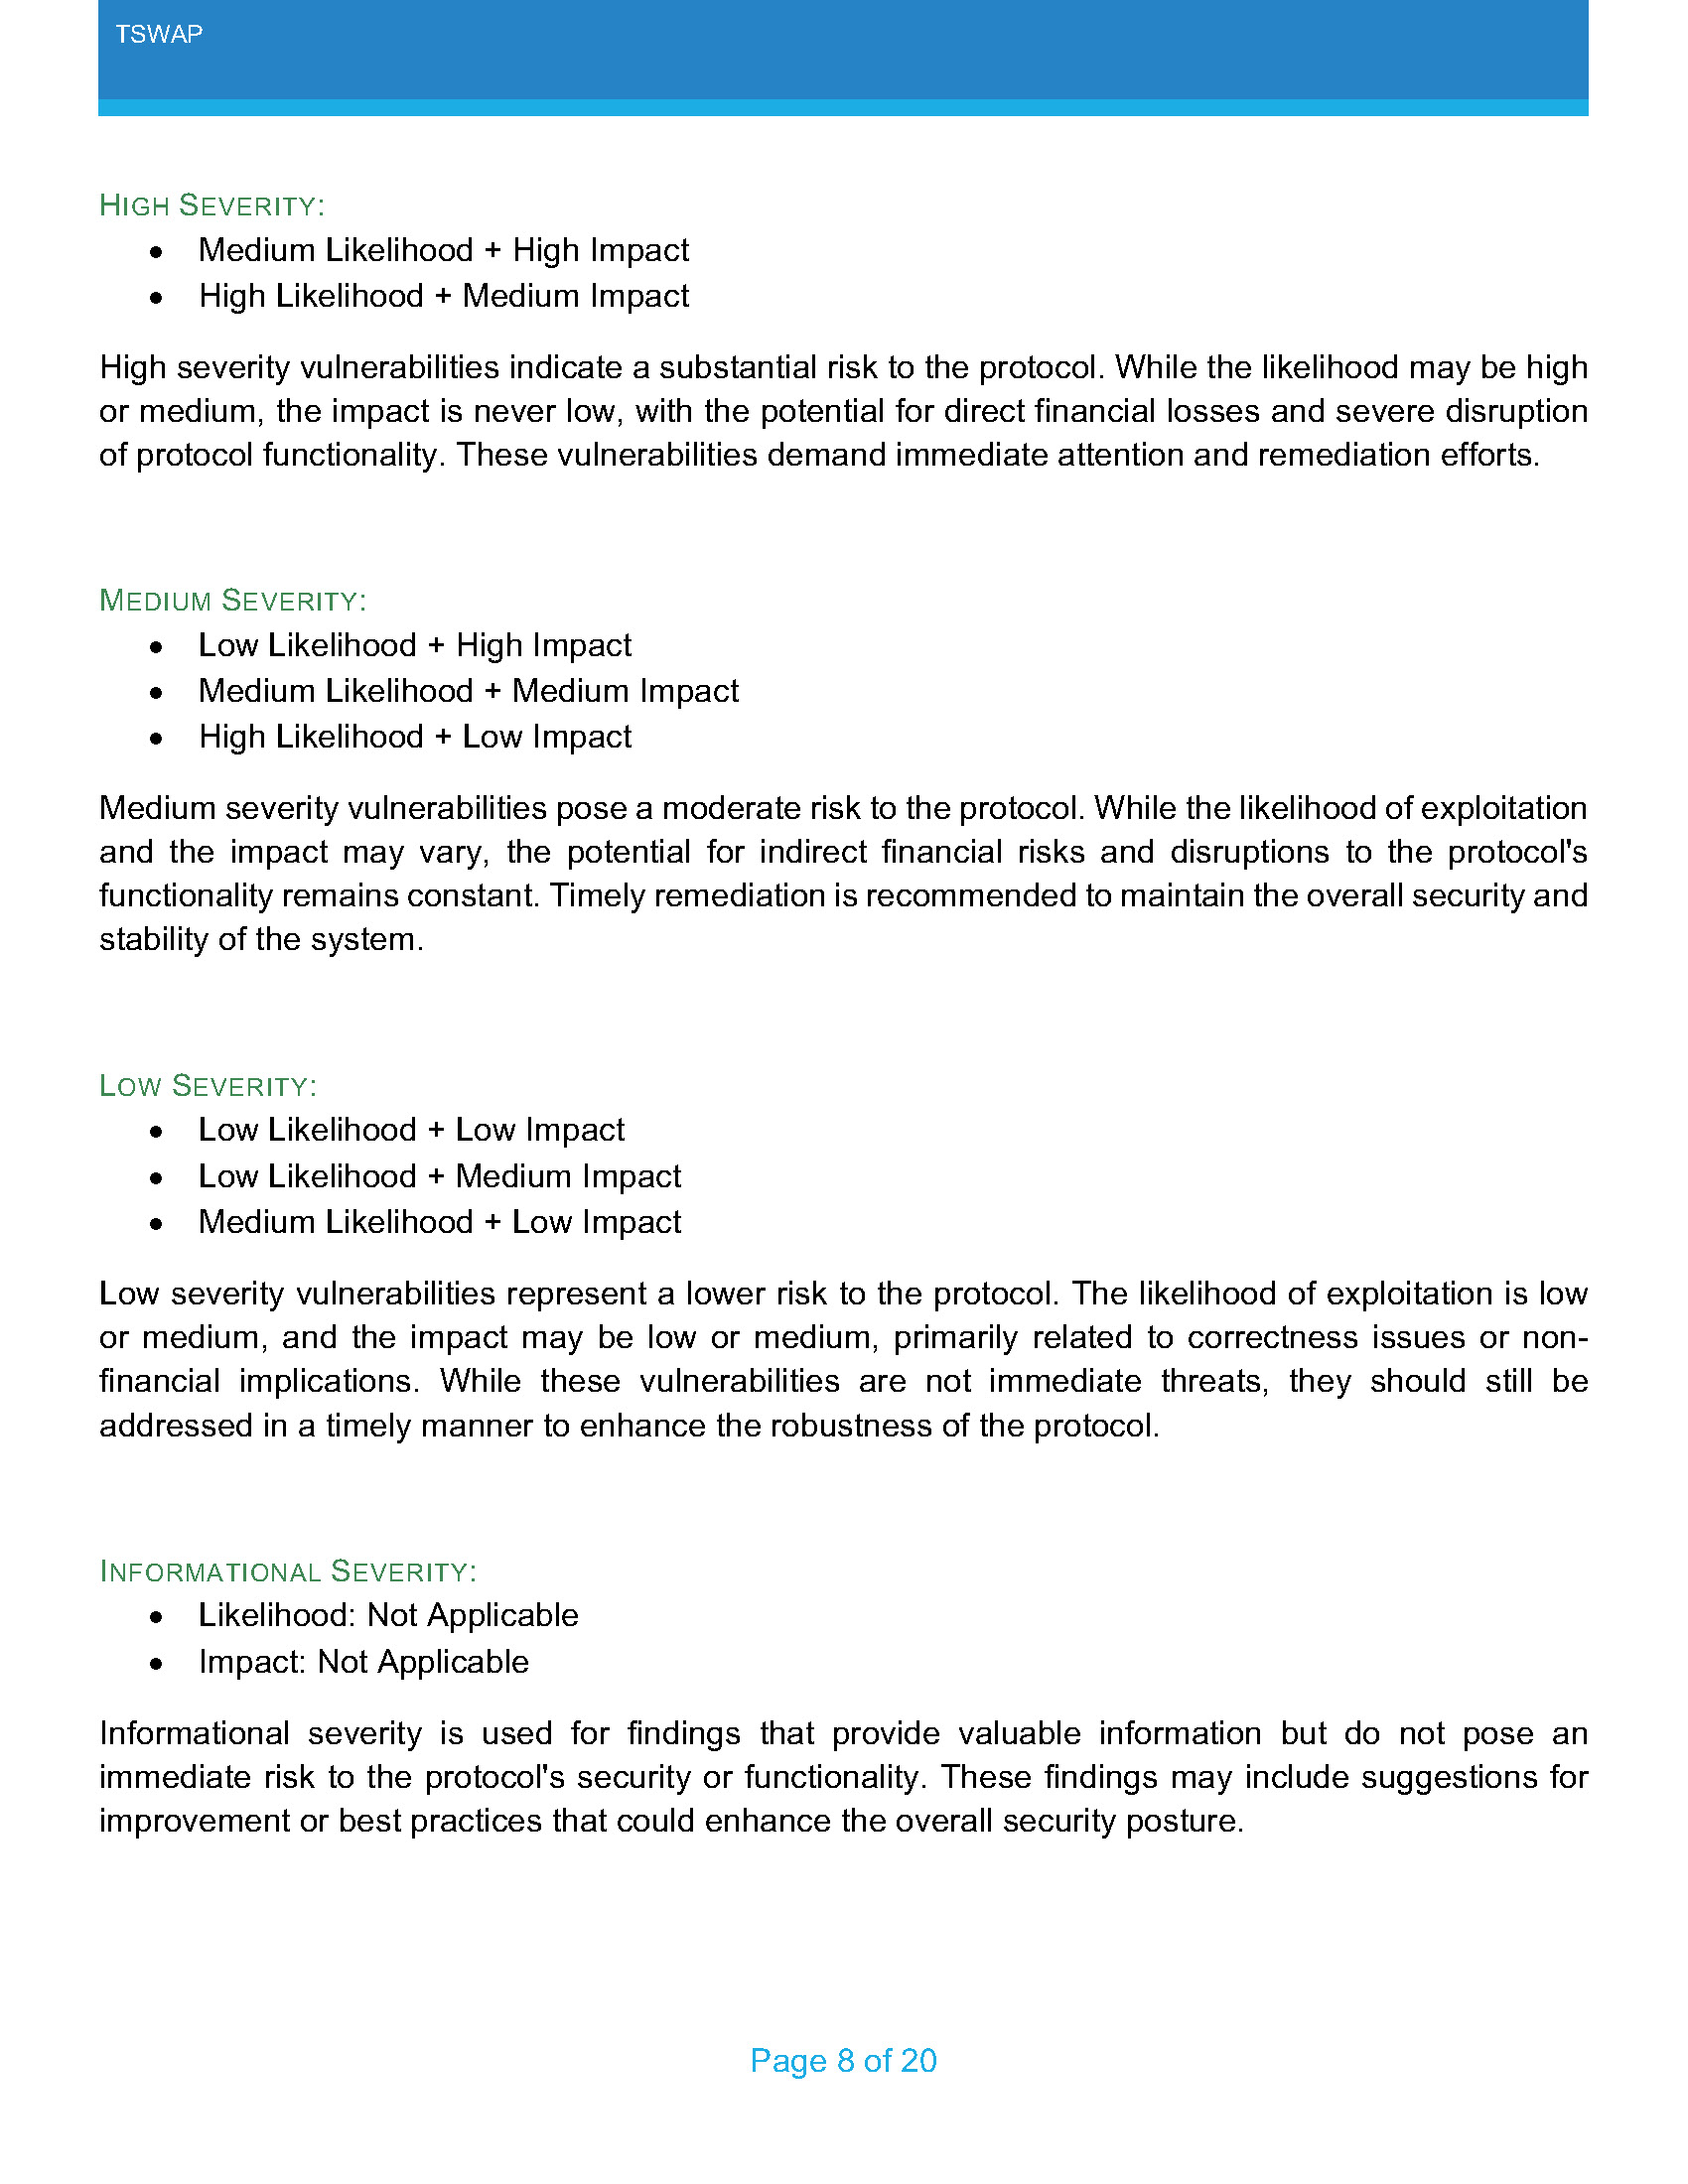 TSWAP
HIGH SEVERITY:
• Medium Likelihood + High Impact
• High Likelihood + Medium Impact
High severity vulnerabilities indicate a substantial risk to the protocol. While the likelihood may be high
or medium, the impact is never low, with the potential for direct financial losses and severe disruption
of protocol functionality. These vulnerabilities demand immediate attention and remediation efforts.
MEDIUM SEVERITY:
• Low Likelihood + High Impact
• Medium Likelihood + Medium Impact
• High Likelihood + Low Impact
Medium severity vulnerabilities pose a moderate risk to the protocol. While the likelihood of exploitation
and the impact may vary, the potential for indirect financial risks and disruptions to the protocol's
functionality remains constant. Timely remediation is recommended to maintain the overall security and
stability of the system.
LOW SEVERITY:
• Low Likelihood + Low Impact
• Low Likelihood + Medium Impact
• Medium Likelihood + Low Impact
Low severity vulnerabilities represent a lower risk to the protocol. The likelihood of exploitation is low
or medium, and the impact may be low or medium, primarily related to correctness issues or non-
financial implications. While these vulnerabilities are not immediate threats, they should still be
addressed in a timely manner to enhance the robustness of the protocol.
INFORMATIONAL SEVERITY:
• Likelihood: Not Applicable
• Impact: Not Applicable
Informational severity is used for findings that provide valuable information but do not pose an
immediate risk to the protocol's security or functionality. These findings may include suggestions for
improvement or best practices that could enhance the overall security posture.
Page 8 of 20